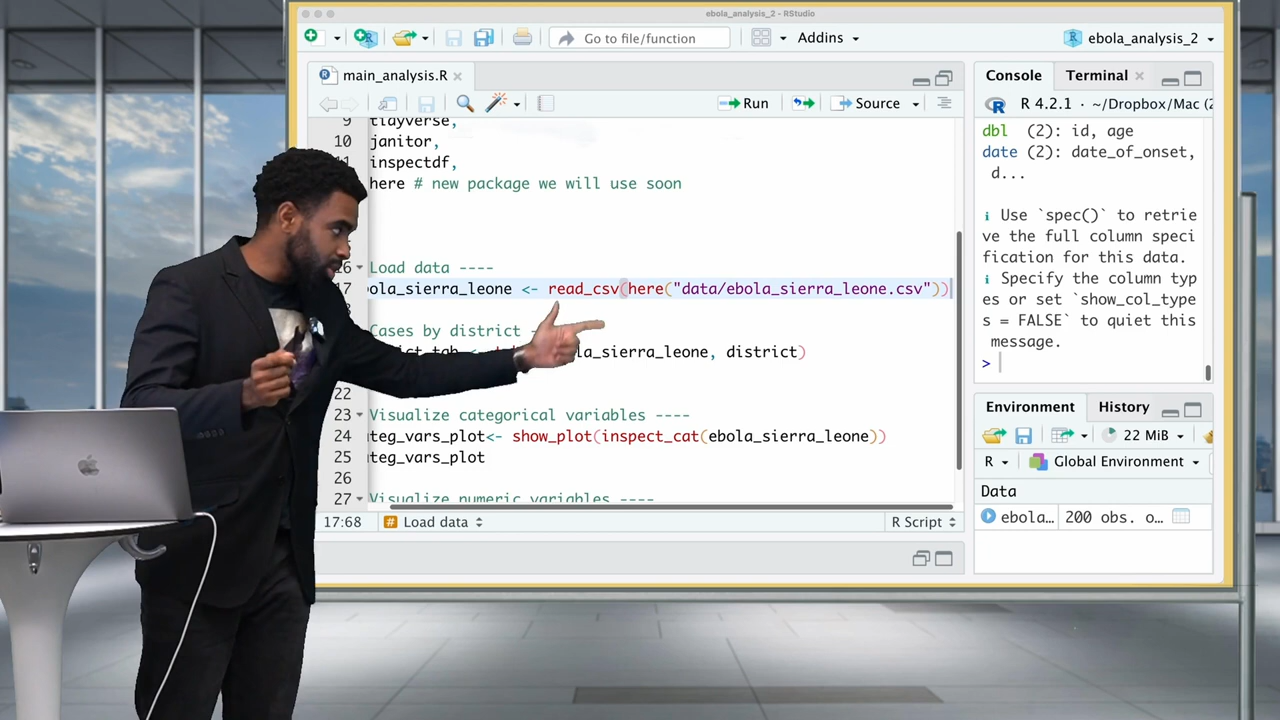 ebola_analysis_2 - RStudio
Go to file/function
Addins
ebola_analysis_2
main_analysis.R
Run
Source
9 tidyverse,
10 janitor,
11 inspectdf,
here # new package we will use soon
16 Load data ----
17 ola_sierra_leone <- read_csv(here("data/ebola_sierra_leone.csv"))
Cases by district
la_sierra_leone, district)
22
23 Visualize categorical variables ----
24 teg_vars_plot<- show_plot(inspect_cat(ebola_sierra_leone))
25 teg_vars_plot
26
27 Visualize numeric variables ----
17:68 # Load data R Script
Console Terminal
R 4.2.1 · ~/Dropbox/Mac (2
dbl (2): id, age
date (2): date_of_onset,
d...
ℹ Use `spec()` to retrie
ve the full column speci
fication for this data.
ℹ Specify the column typ
es or set `show_col_type
s = FALSE` to quiet this
message.
>
Environment History
22 MiB
R Global Environment
Data
ebola... 200 obs. o...